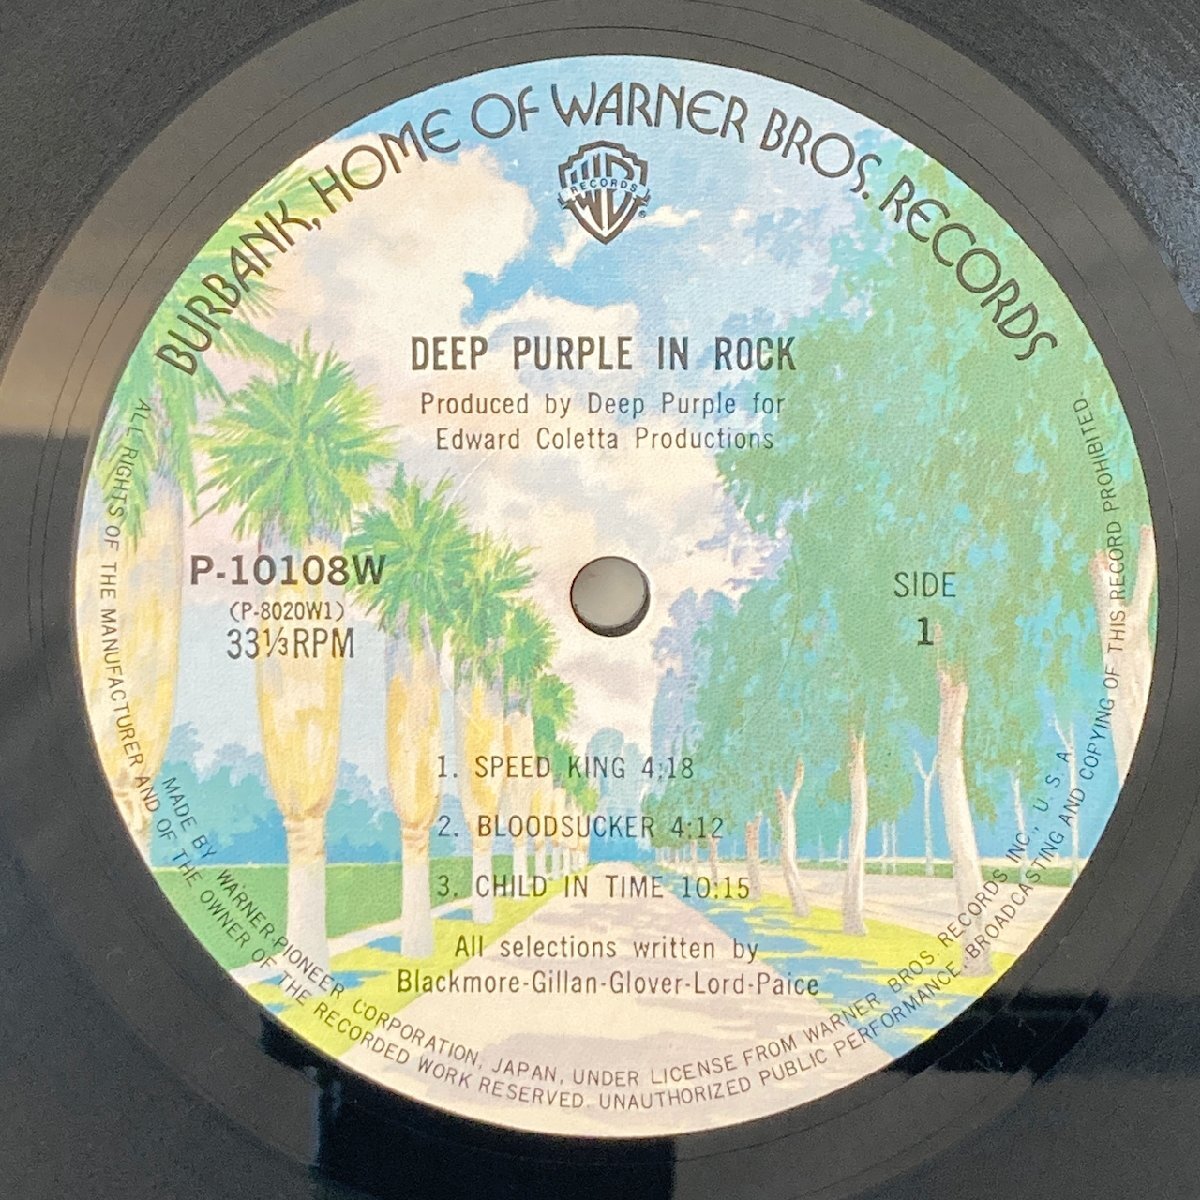 BURBANK, HOME OF WARNER BROS. RECORDS
RECORDS
®
DEEP PURPLE IN ROCK
Produced by Deep Purple for
Edward Coletta Productions
P-10108W
(P-8020W1)
33⅓RPM
SIDE
1
1. SPEED KING 4:18
2. BLOODSUCKER 4:12
3. CHILD IN TIME 10:15
All selections written by
Blackmore-Gillan-Glover-Lord-Paice
MADE BY WARNER-PIONEER CORPORATION, JAPAN, UNDER LICENSE FROM WARNER BROS. RECORDS INC., U. S. A.
ALL RIGHTS OF THE MANUFACTURER AND OF THE OWNER OF THE RECORDED WORK RESERVED. UNAUTHORIZED PUBLIC PERFORMANCE. BROADCASTING AND COPYING OF THIS RECORD PROHIBITED